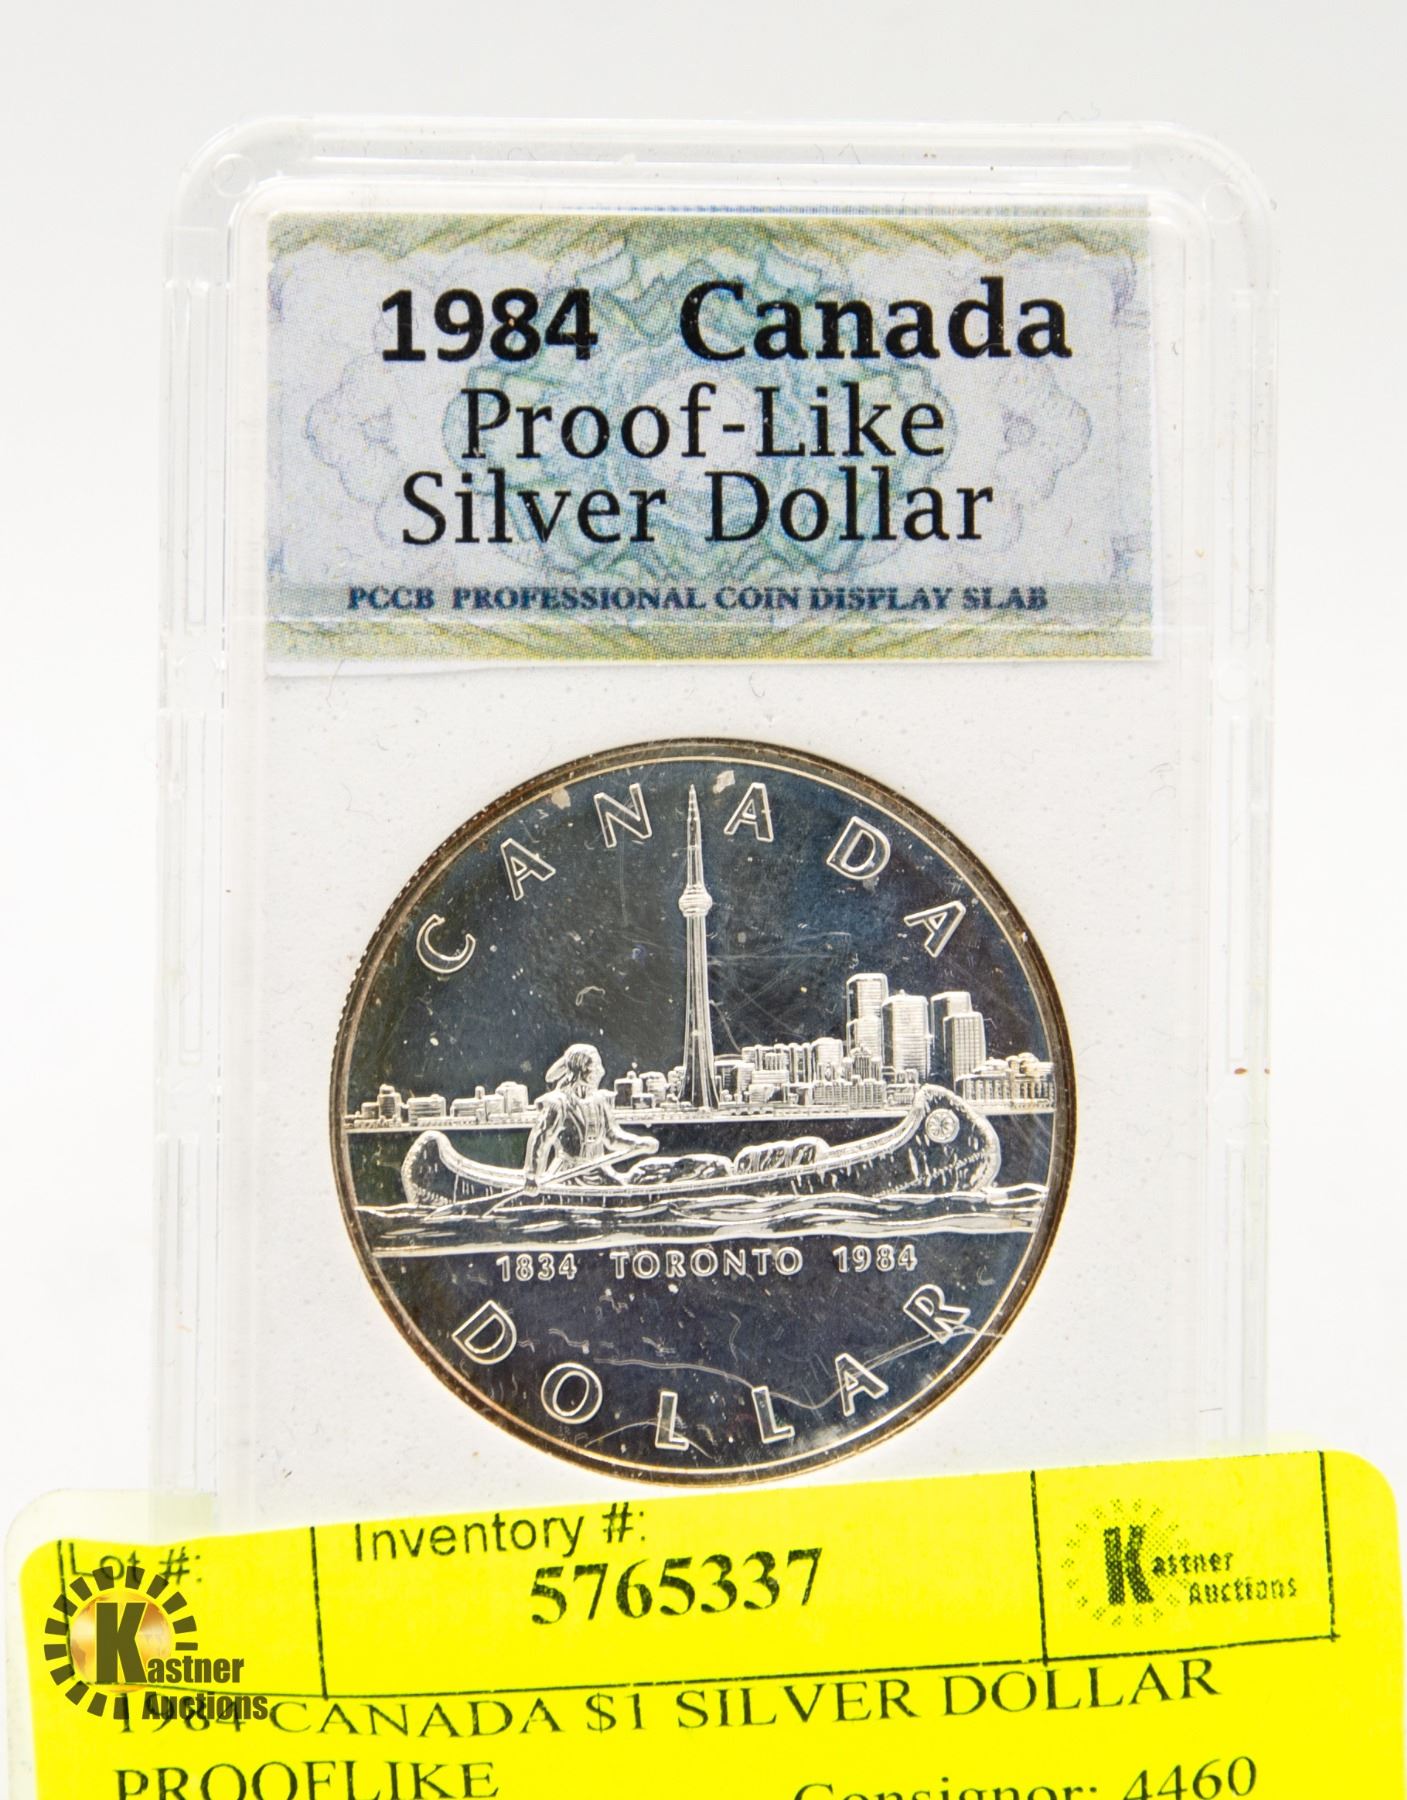 1984 Canada
Proof-Like
Silver Dollar
PCCB PROFESSIONAL COIN DISPLAY SLAB
CANADA
1834 TORONTO 1984
DOLLAR
Lot #:
Inventory #:
5765337
Kastner
Auctions
Kastner
Auctions
1984 CANADA $1 SILVER DOLLAR
PROOFLIKE
Consignor: 4460